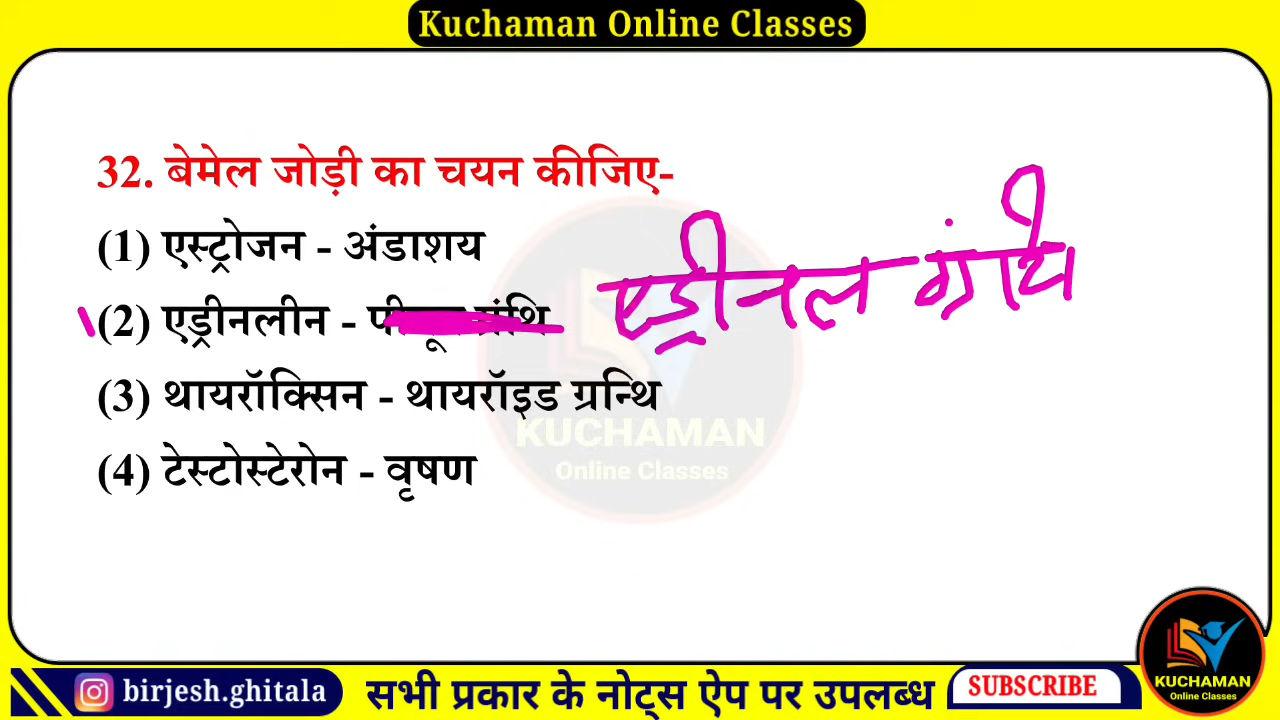 Kuchaman Online Classes
32. बेमेल जोड़ी का चयन कीजिए-
(1) एस्ट्रोजन - अंडाशय
(2) एड्रीनलीन - ग्रंथि
एड्रीनल ग्रंथि
(3) थायरॉक्सिन - थायरॉइड ग्रन्थि
(4) टेस्टोस्टेरोन - वृषण
KUCHAMAN
Online Classes
KUCHAMAN
Online Classes
birjesh.ghitala
सभी प्रकार के नोट्स ऐप पर उपलब्ध
SUBSCRIBE